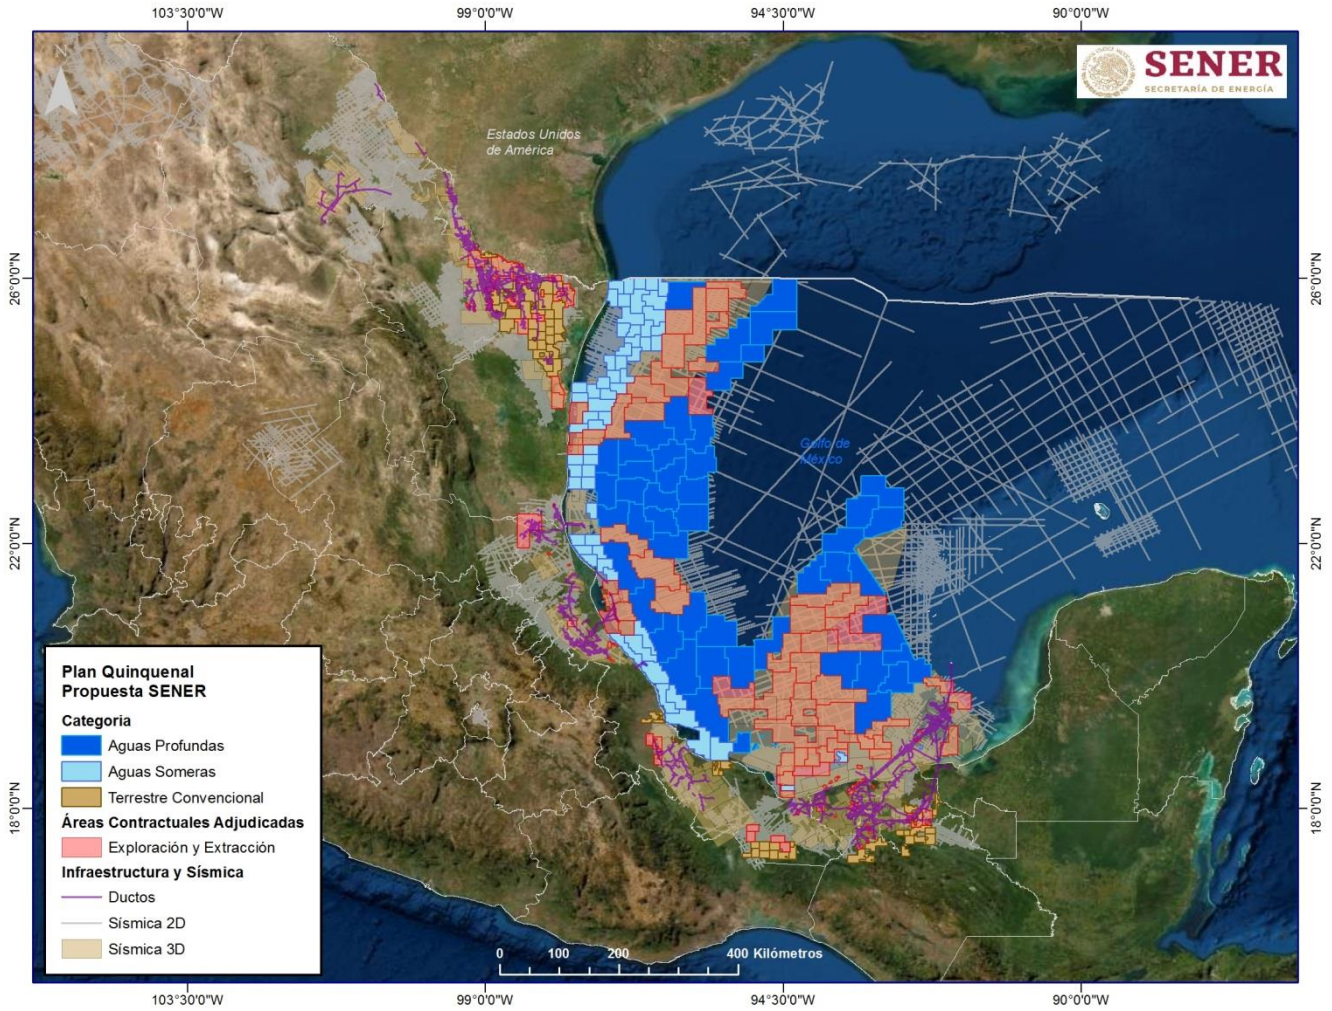 103°30'0"W
99°0'0"W
94°30'0"W
90°0'0"W
N
SENER
SECRETARÍA DE ENERGÍA
Estados Unidos
de América
26°0'0"N
26°0'0"N
Golfo de
México
22°0'0"N
22°0'0"N
18°0'0"N
18°0'0"N
Plan Quinquenal
Propuesta SENER
Categoria
Aguas Profundas
Aguas Someras
Terrestre Convencional
Áreas Contractuales Adjudicadas
Exploración y Extracción
Infraestructura y Sísmica
Ductos
Sísmica 2D
Sísmica 3D
0 100 200 400 Kilómetros
103°30'0"W
99°0'0"W
94°30'0"W
90°0'0"W